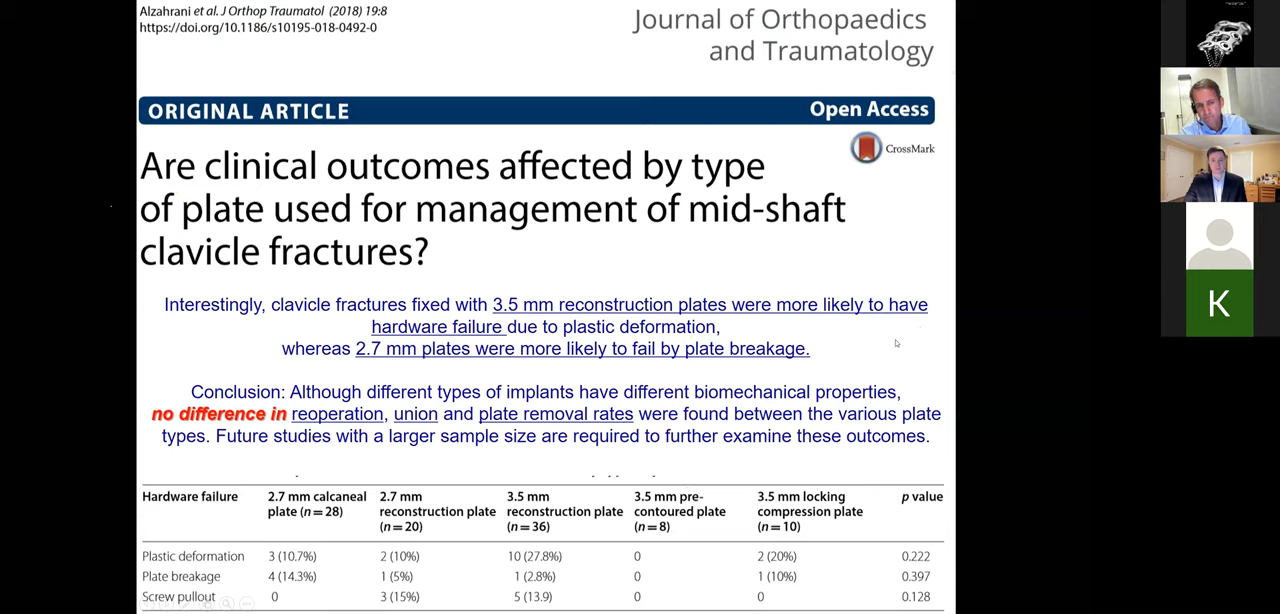 Alzahrani et al. J Orthop Traumatol (2018) 19:8
https://doi.org/10.1186/s10195-018-0492-0
Journal of Orthopaedics
and Traumatology
ORIGINAL ARTICLE
Open Access
CrossMark
Are clinical outcomes affected by type
of plate used for management of mid-shaft
clavicle fractures?
Interestingly, clavicle fractures fixed with 3.5 mm reconstruction plates were more likely to have
hardware failure due to plastic deformation,
whereas 2.7 mm plates were more likely to fail by plate breakage.
Conclusion: Although different types of implants have different biomechanical properties,
no difference in reoperation, union and plate removal rates were found between the various plate
types. Future studies with a larger sample size are required to further examine these outcomes.
Hardware failure 2.7 mm calcaneal 2.7 mm 3.5 mm 3.5 mm pre- 3.5 mm locking p value
plate (n=28) reconstruction plate reconstruction plate contoured plate compression plate
(n=20) (n=36) (n=8) (n=10)
Plastic deformation 3 (10.7%) 2 (10%) 10 (27.8%) 0 2 (20%) 0.222
Plate breakage 4 (14.3%) 1 (5%) 1 (2.8%) 0 1 (10%) 0.397
Screw pullout 0 3 (15%) 5 (13.9) 0 0 0.128
K